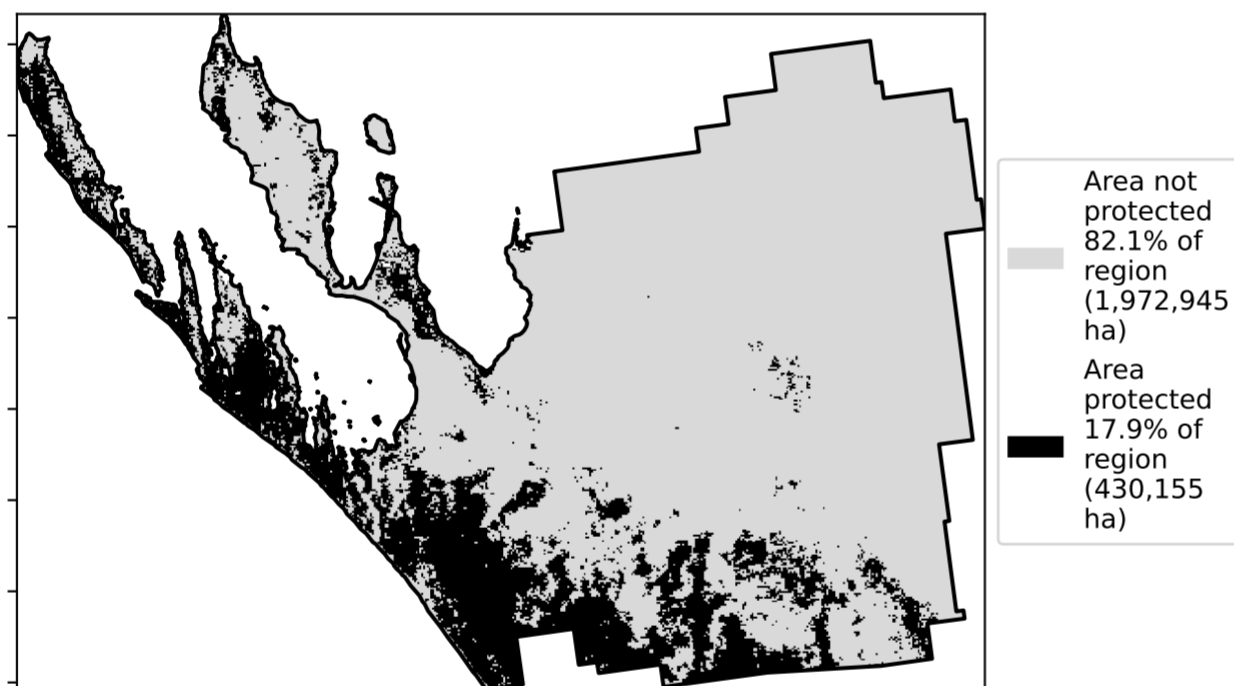 Area not
protected
82.1% of
region
(1,972,945
ha)
Area
protected
17.9% of
region
(430,155
ha)